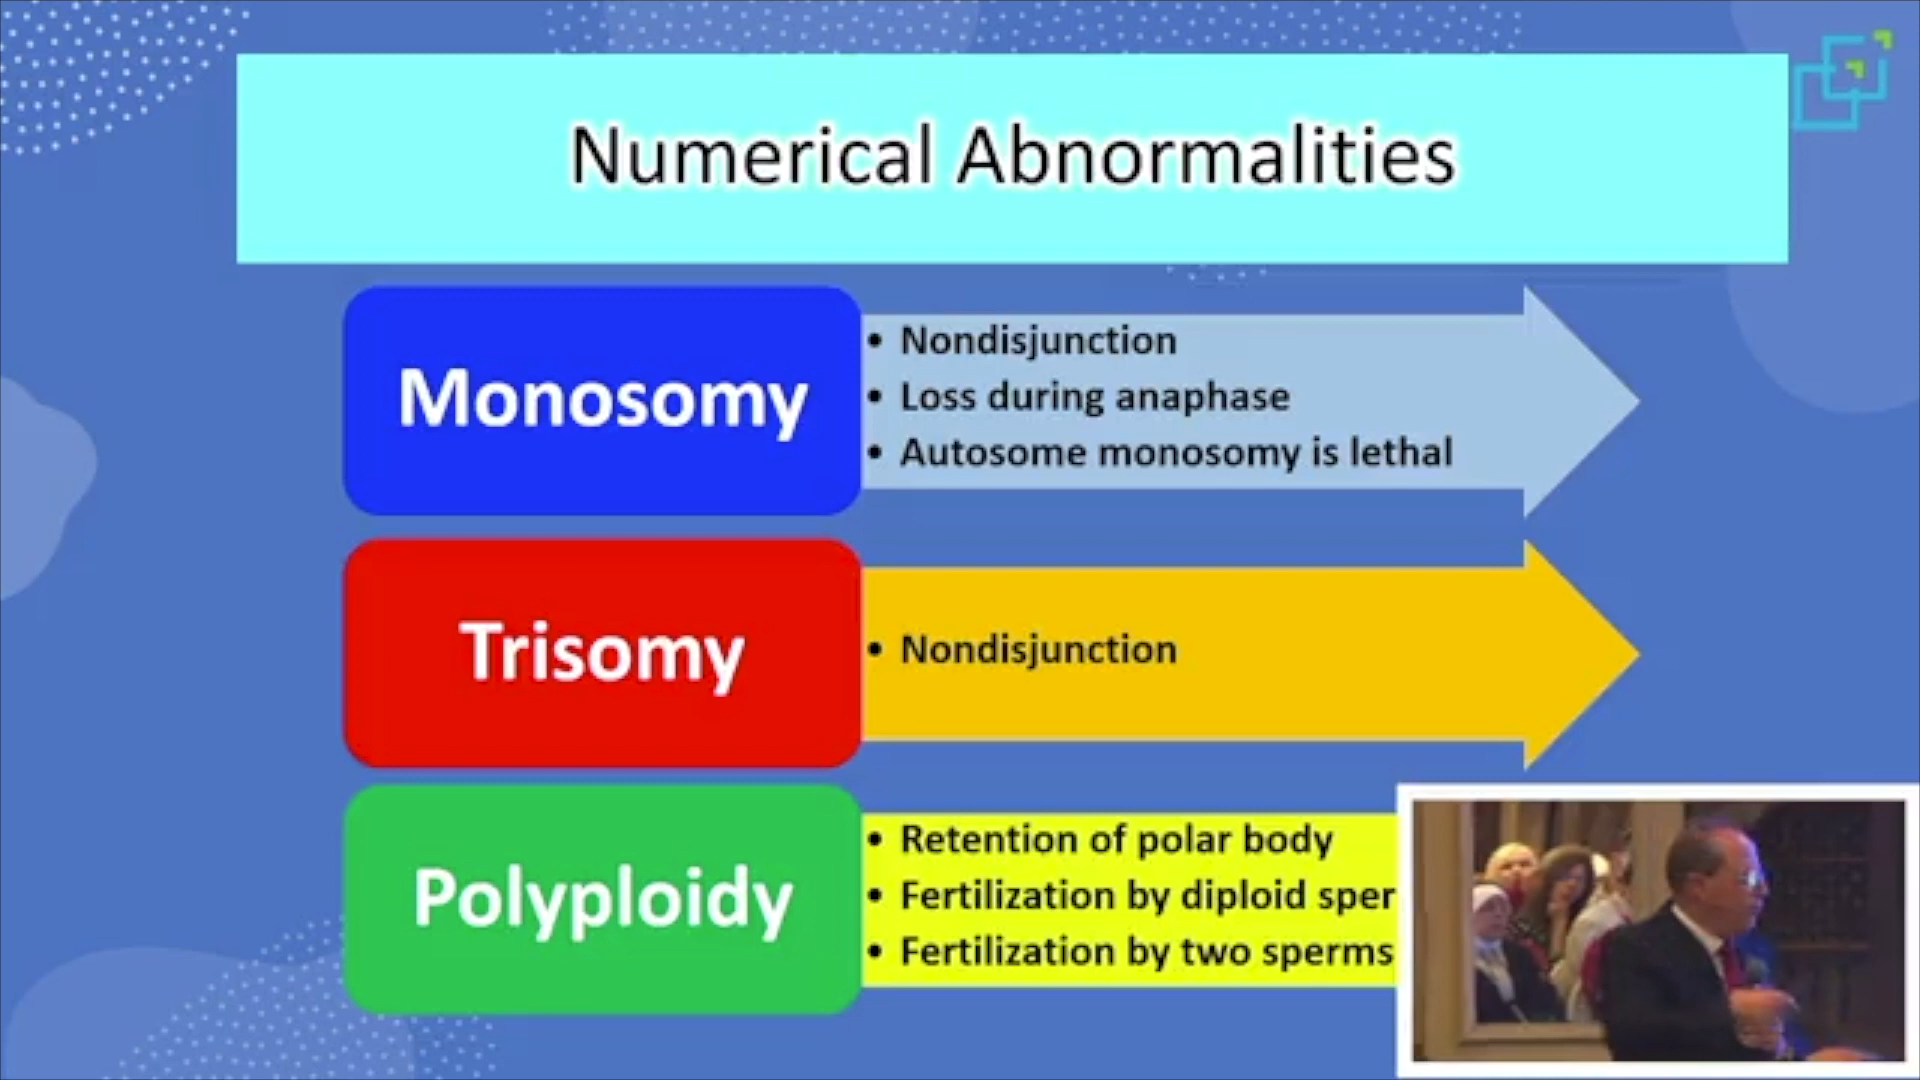 Numerical Abnormalities
Monosomy
• Nondisjunction
• Loss during anaphase
• Autosome monosomy is lethal
Trisomy
• Nondisjunction
Polyploidy
• Retention of polar body
• Fertilization by diploid sper
• Fertilization by two sperms